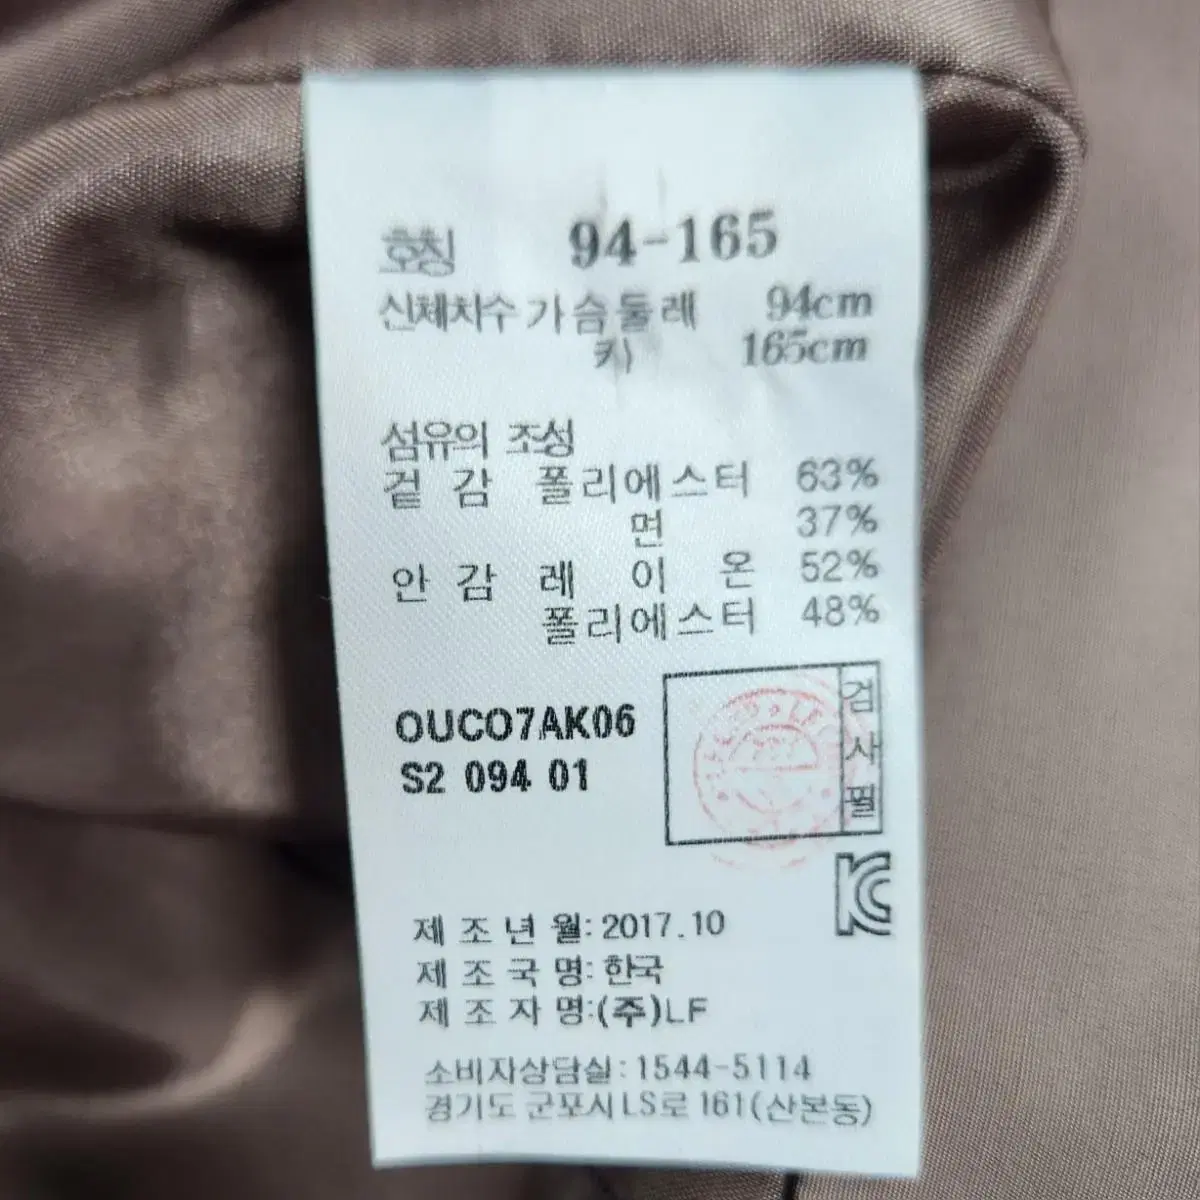 호칭 94-165
신체치수 가슴둘레 94cm
키 165cm
섬유의 조성
겉감 폴리에스터 63%
면 37%
안감 레이온 52%
폴리에스터 48%
OUCO7AK06
S2 094 01
검사필
KC
제조년월: 2017.10
제조국명: 한국
제조자명: (주)LF
소비자상담실: 1544-5114
경기도 군포시 LS로 161(산본동)